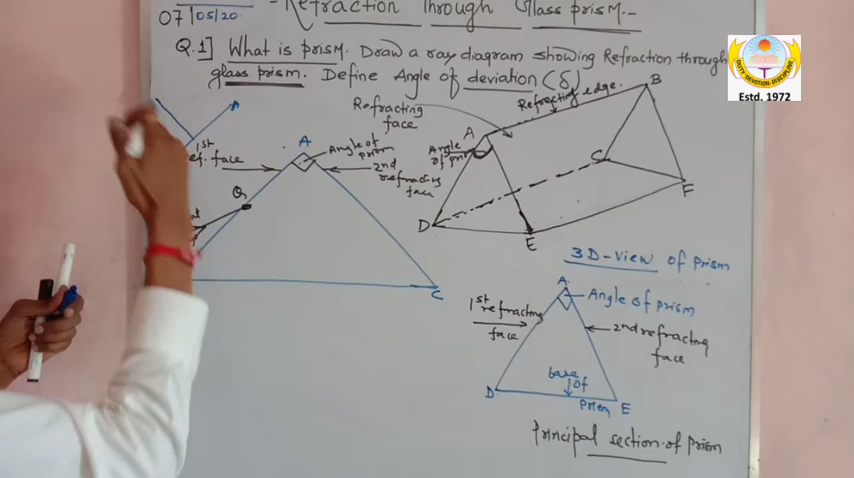 -Refraction Through Glass prism.-
07/05/20
Q.1] What is prism. Draw a ray diagram showing Refraction through
glass prism. Define Angle of deviation (δ)
DUTY-DEVOTION-DISCIPLINE
Estd. 1972
Refracting
face
Refracting edge.
B
A
Angle
of
C
F
D
E
3D-View of prism
A
1st
ref. face
A
Angle of
prism
2nd
refracting
face
Q
C
A
Angle of prism
1st refracting
face
2nd refracting
face
base
of
Prism
D
E
Principal section of prism